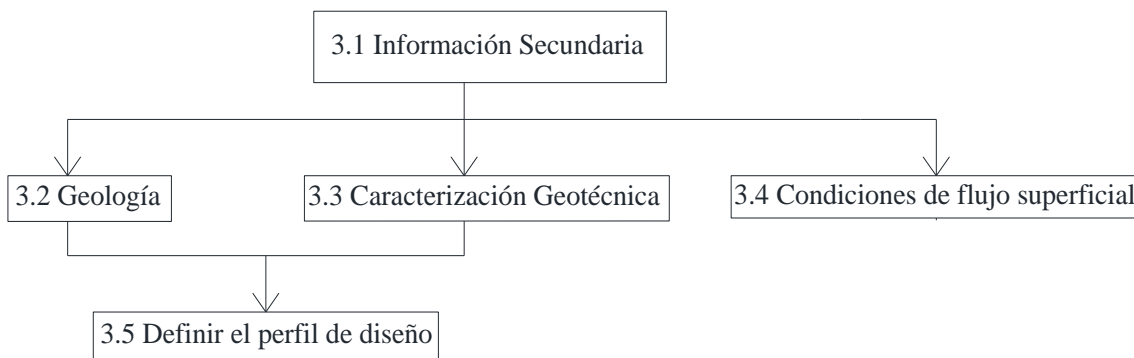 3.1 Información Secundaria
3.2 Geología
3.3 Caracterización Geotécnica
3.4 Condiciones de flujo superficial
3.5 Definir el perfil de diseño